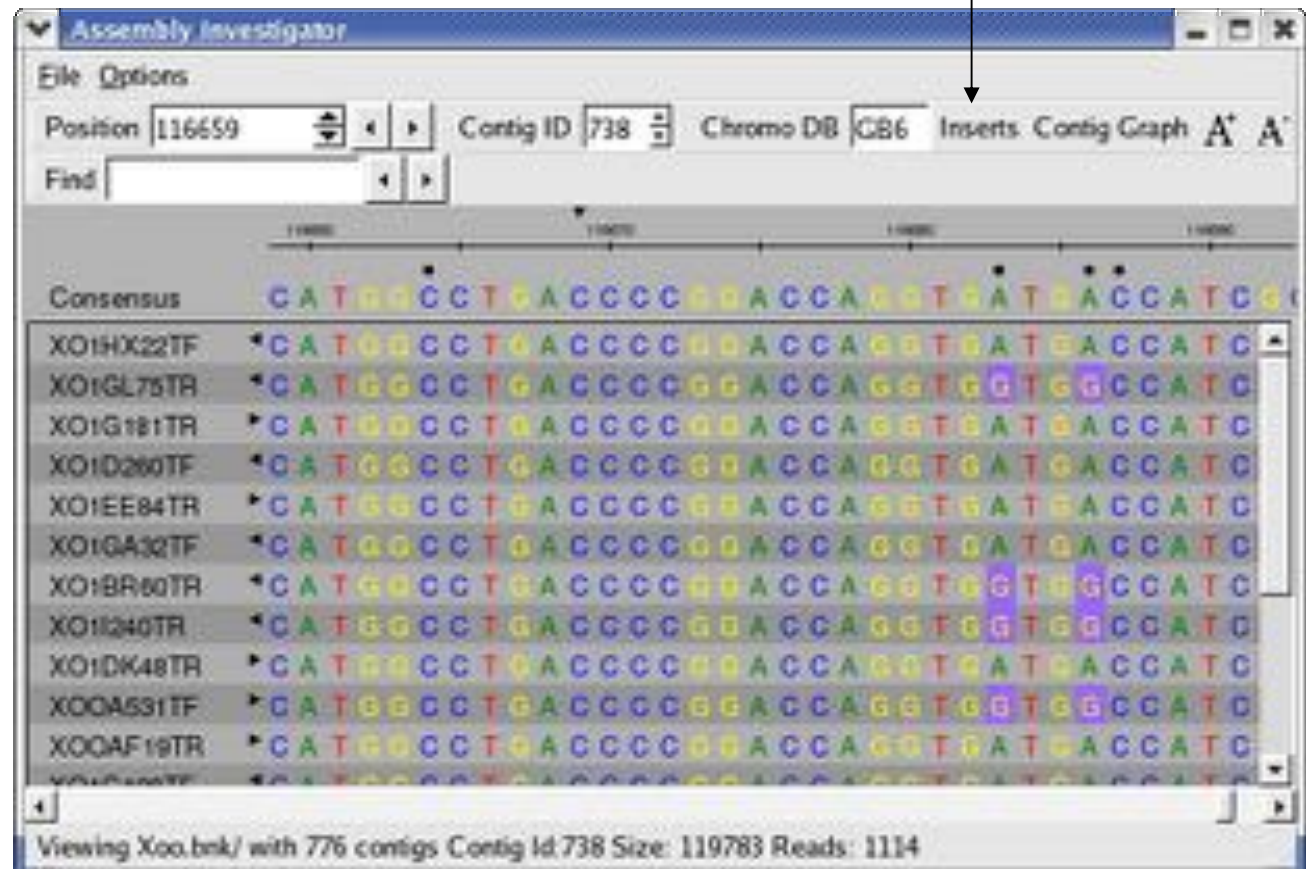 Assembly Investigator
File Options
Position 116659 Contig ID 738 Chromo DB GB6 Inserts Contig Graph A+ A-
Find
Consensus C A T G G C C T G A C C C C G G A C C A G G T G A T G A C C A T C G
XO1HX22TF C A T G G C C T G A C C C C G G A C C A G G T G A T G A C C A T C
XO1GL75TR C A T G G C C T G A C C C C G G A C C A G G T G G T G G C C A T C
XO1G181TR C A T G G C C T G A C C C C G G A C C A G G T G A T G A C C A T C
XO1D260TF C A T G G C C T G A C C C C G G A C C A G G T G A T G A C C A T C
XO1EE84TR C A T G G C C T G A C C C C G G A C C A G G T G A T G A C C A T C
XO1GA32TF C A T G G C C T G A C C C C G G A C C A G G T G A T G A C C A T C
XO1BR60TR C A T G G C C T G A C C C C G G A C C A G G T G G T G G C C A T C
XO1I240TR C A T G G C C T G A C C C C G G A C C A G G T G G T G G C C A T C
XO1DK48TR C A T G G C C T G A C C C C G G A C C A G G T G A T G A C C A T C
XOOA531TF C A T G G C C T G A C C C C G G A C C A G G T G G T G G C C A T C
XOOAF19TR C A T G G C C T G A C C C C G G A C C A G G T G A T G A C C A T C
Viewing Xoo.bnk/ with 776 contigs Contig Id:738 Size: 119783 Reads: 1114